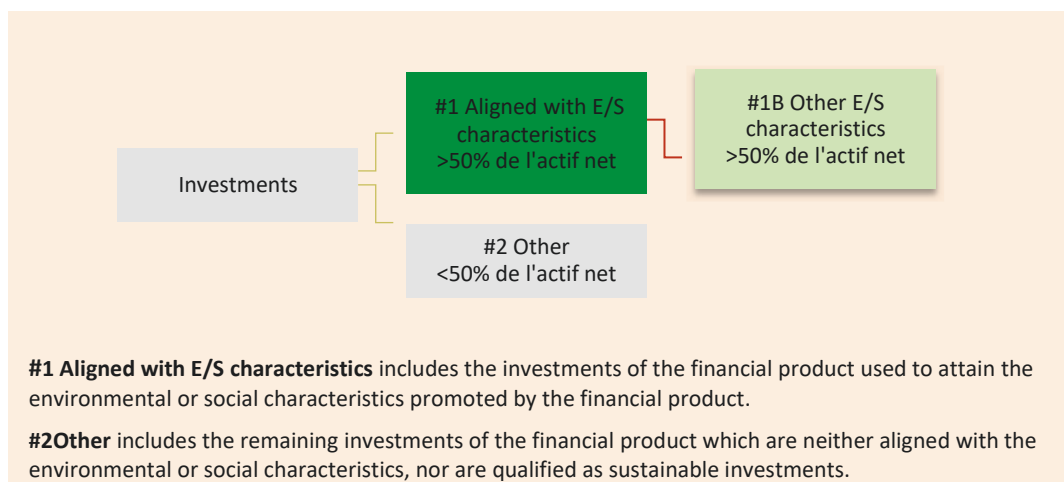 #1 Aligned with E/S
characteristics
>50% de l'actif net
#1B Other E/S
characteristics
>50% de l'actif net
Investments
#2 Other
<50% de l'actif net
#1 Aligned with E/S characteristics includes the investments of the financial product used to attain the
environmental or social characteristics promoted by the financial product.
#2Other includes the remaining investments of the financial product which are neither aligned with the
environmental or social characteristics, nor are qualified as sustainable investments.